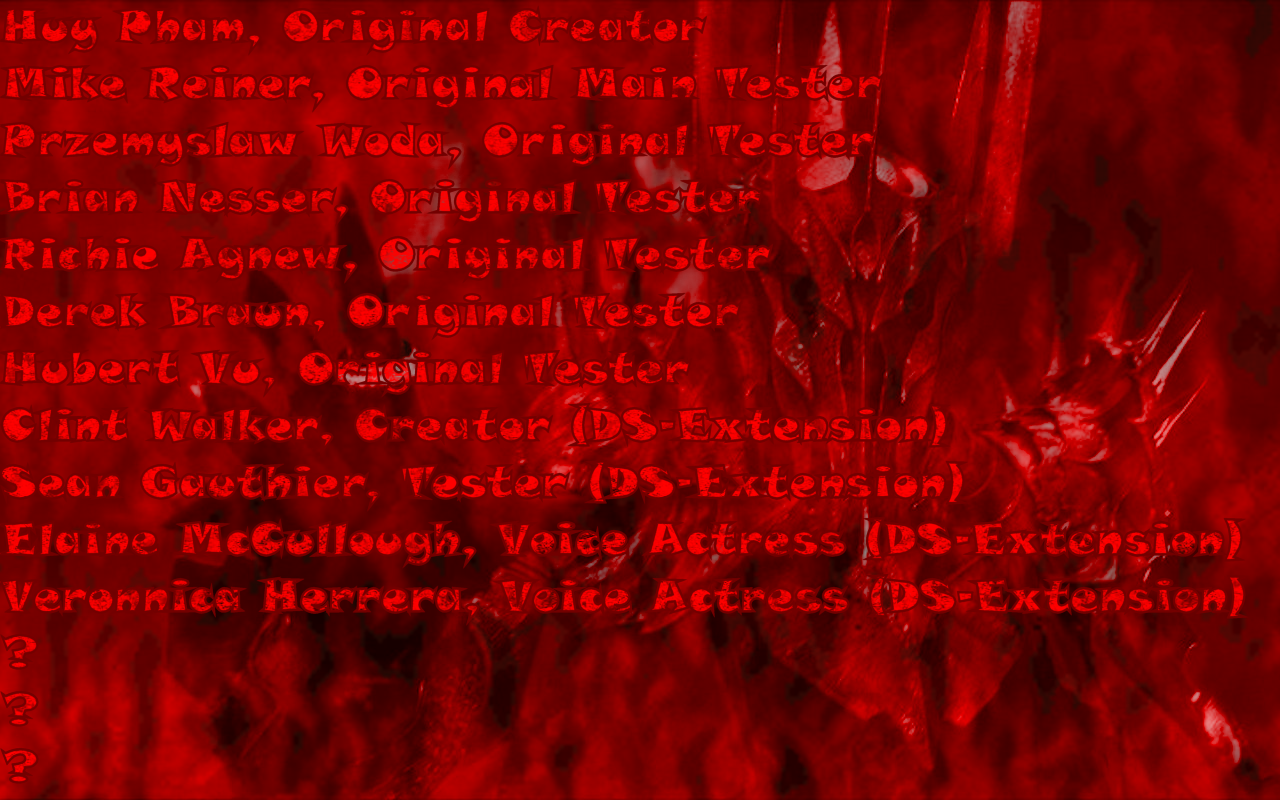 Huy Pham, Original Creator
Mike Reiner, Original Main Tester
Przemyslaw Woda, Original Tester
Brian Nesser, Original Tester
Richie Agnew, Original Tester
Derek Braun, Original Tester
Hubert Vu, Original Tester
Clint Walker, Creator (DS-Extension)
Sean Gauthier, Tester (DS-Extension)
Elaine McCollough, Voice Actress (DS-Extension)
Veronnica Herrera, Voice Actress (DS-Extension)
?
?
?